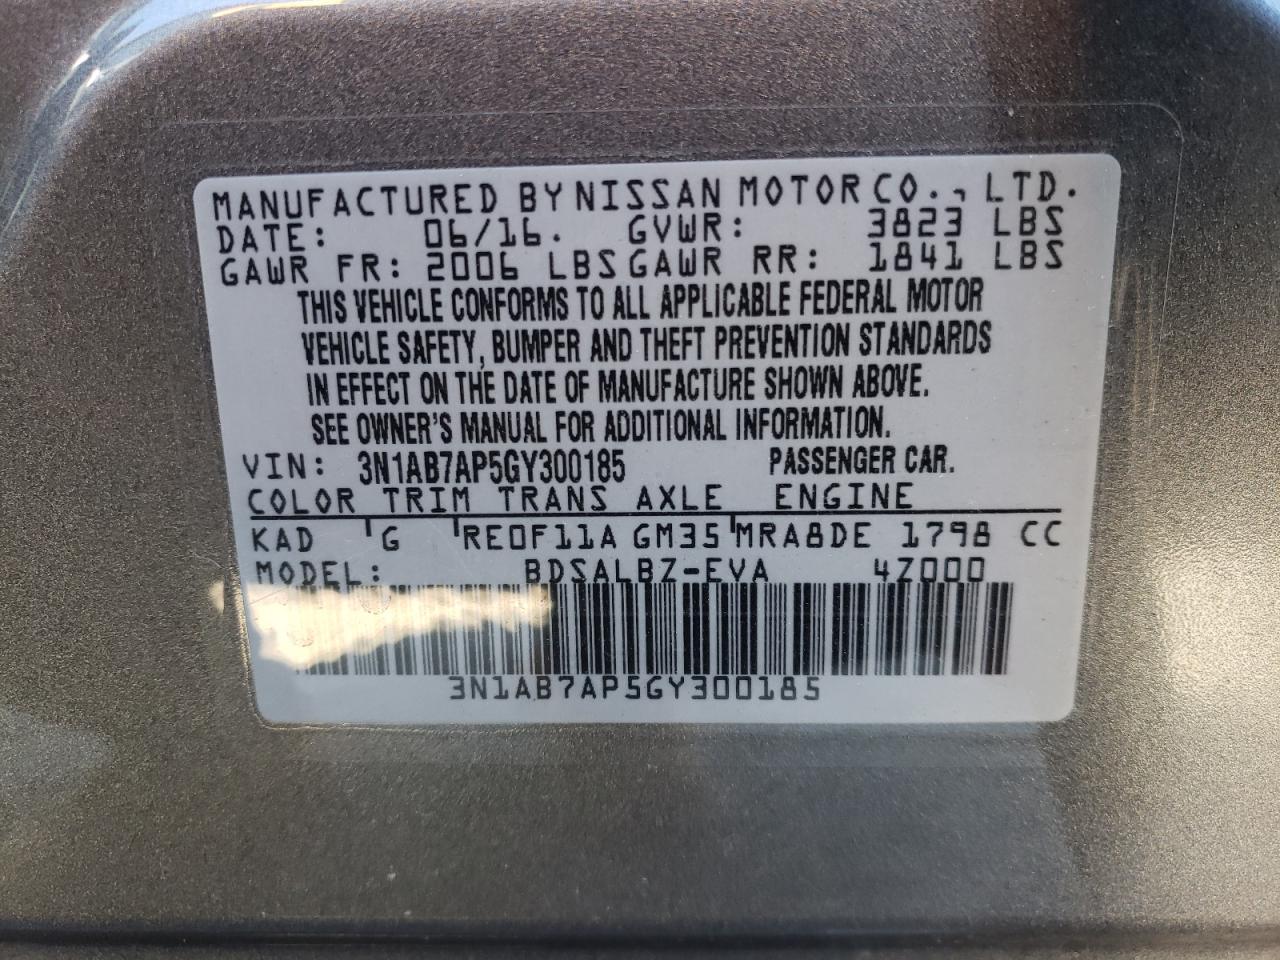 MANUFACTURED BY NISSAN MOTOR CO., LTD.
DATE: 06/16. GVWR: 3823 LBS
GAWR FR: 2006 LBS GAWR RR: 1841 LBS
THIS VEHICLE CONFORMS TO ALL APPLICABLE FEDERAL MOTOR
VEHICLE SAFETY, BUMPER AND THEFT PREVENTION STANDARDS
IN EFFECT ON THE DATE OF MANUFACTURE SHOWN ABOVE.
SEE OWNER'S MANUAL FOR ADDITIONAL INFORMATION.
VIN: 3N1AB7AP5GY300185 PASSENGER CAR.
COLOR TRIM TRANS AXLE ENGINE
KAD G RE0F11A GM35 MRA8DE 1798 CC
MODEL: BDSALBZ-EVA 4Z000
3N1AB7AP5GY300185